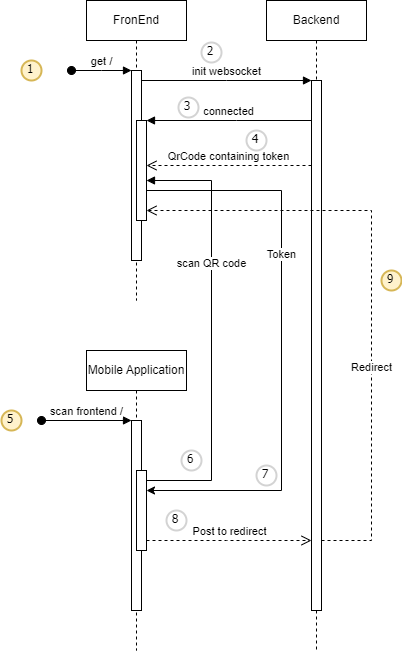 FronEnd
Backend
2
1
get /
init websocket
3
connected
4
QrCode containing token
Token
scan QR code
9
Redirect
Mobile Application
5
scan frontend /
6
7
8
Post to redirect